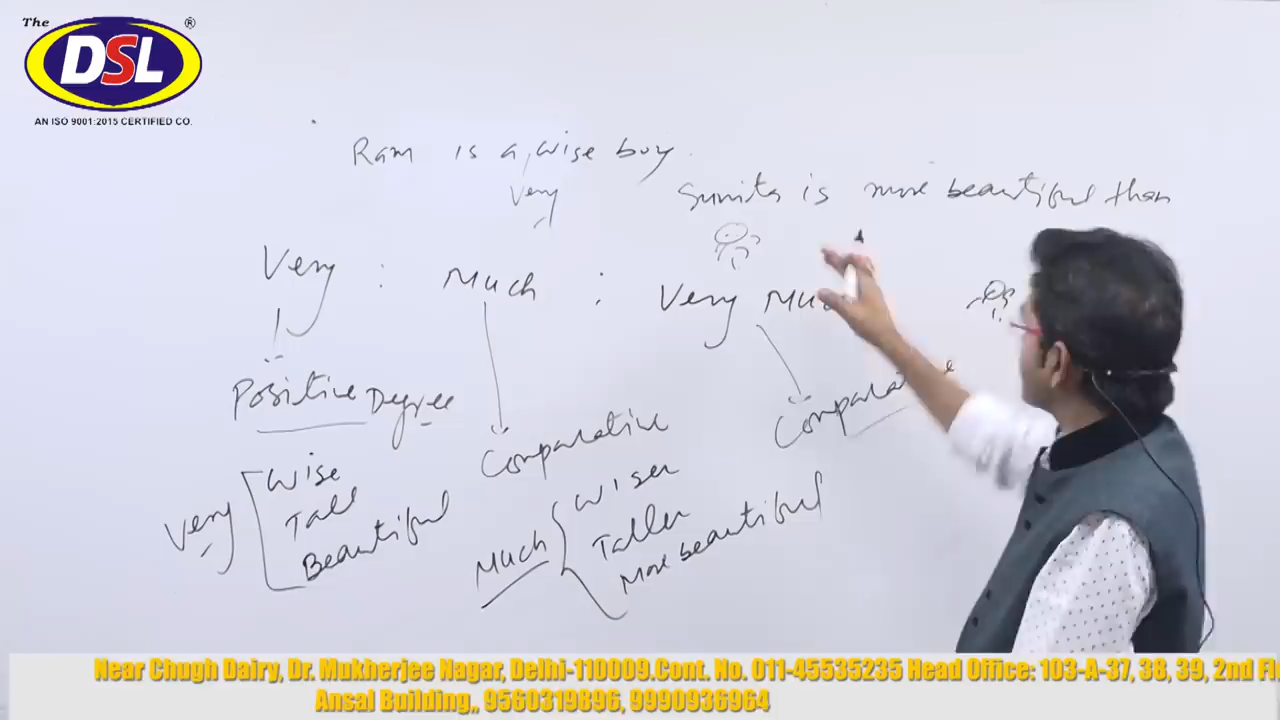 The
DSL
®
AN ISO 9001:2015 CERTIFIED CO.
Ram is a wise boy.
Very
Sunita is more beautiful than
Very : Much : Very Much
Positive Degree
Comparative
Comparative
Very
Wise
Tall
Beautiful
Much
Wiser
Taller
More beautiful
Near Chugh Dairy, Dr. Mukherjee Nagar, Delhi-110009.Cont. No. 011-45535235 Head Office: 103-A-37, 38, 39, 2nd Fl
Ansal Building,, 9560319896, 9990936964